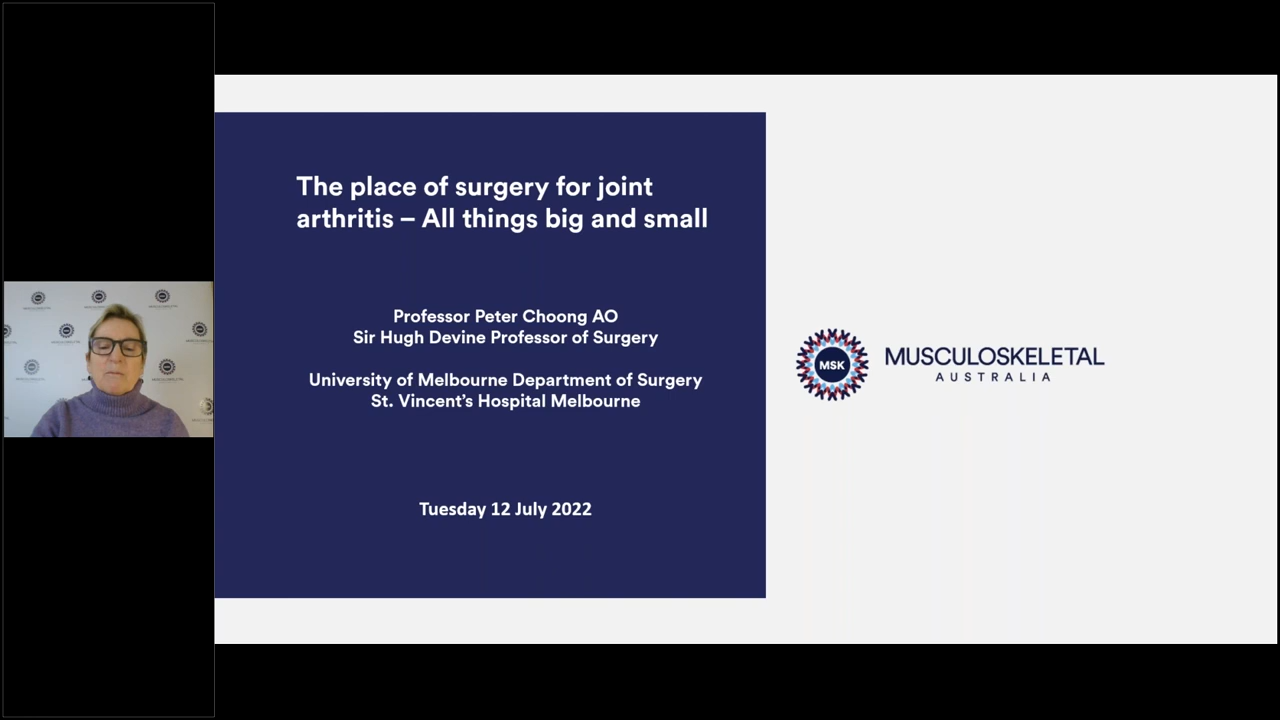 The place of surgery for joint
arthritis – All things big and small
Professor Peter Choong AO
Sir Hugh Devine Professor of Surgery
University of Melbourne Department of Surgery
St. Vincent's Hospital Melbourne
Tuesday 12 July 2022
MSK
MUSCULOSKELETAL
AUSTRALIA